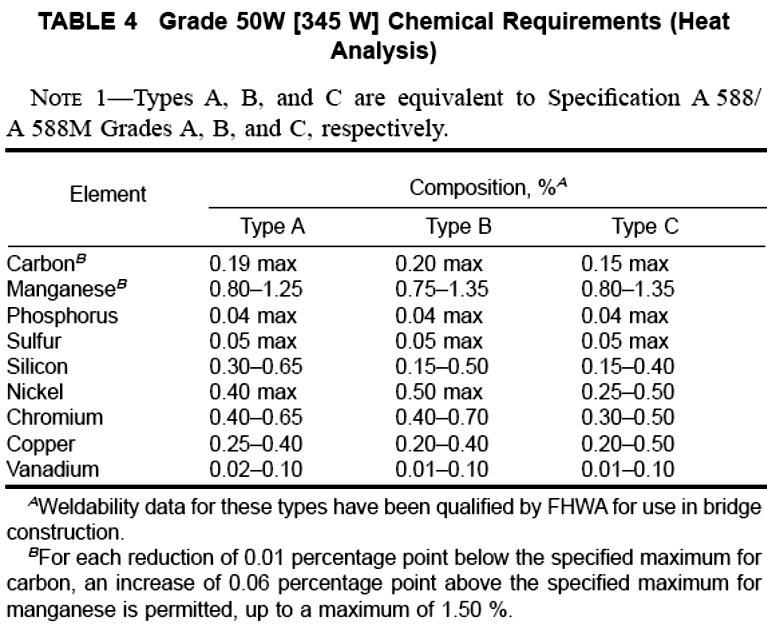 TABLE 4 Grade 50W [345 W] Chemical Requirements (Heat
Analysis)
NOTE 1—Types A, B, and C are equivalent to Specification A 588/
A 588M Grades A, B, and C, respectively.
Element Composition, %A
Type A Type B Type C
CarbonB 0.19 max 0.20 max 0.15 max
ManganeseB 0.80–1.25 0.75–1.35 0.80–1.35
Phosphorus 0.04 max 0.04 max 0.04 max
Sulfur 0.05 max 0.05 max 0.05 max
Silicon 0.30–0.65 0.15–0.50 0.15–0.40
Nickel 0.40 max 0.50 max 0.25–0.50
Chromium 0.40–0.65 0.40–0.70 0.30–0.50
Copper 0.25–0.40 0.20–0.40 0.20–0.50
Vanadium 0.02–0.10 0.01–0.10 0.01–0.10
AWeldability data for these types have been qualified by FHWA for use in bridge
construction.
BFor each reduction of 0.01 percentage point below the specified maximum for
carbon, an increase of 0.06 percentage point above the specified maximum for
manganese is permitted, up to a maximum of 1.50 %.